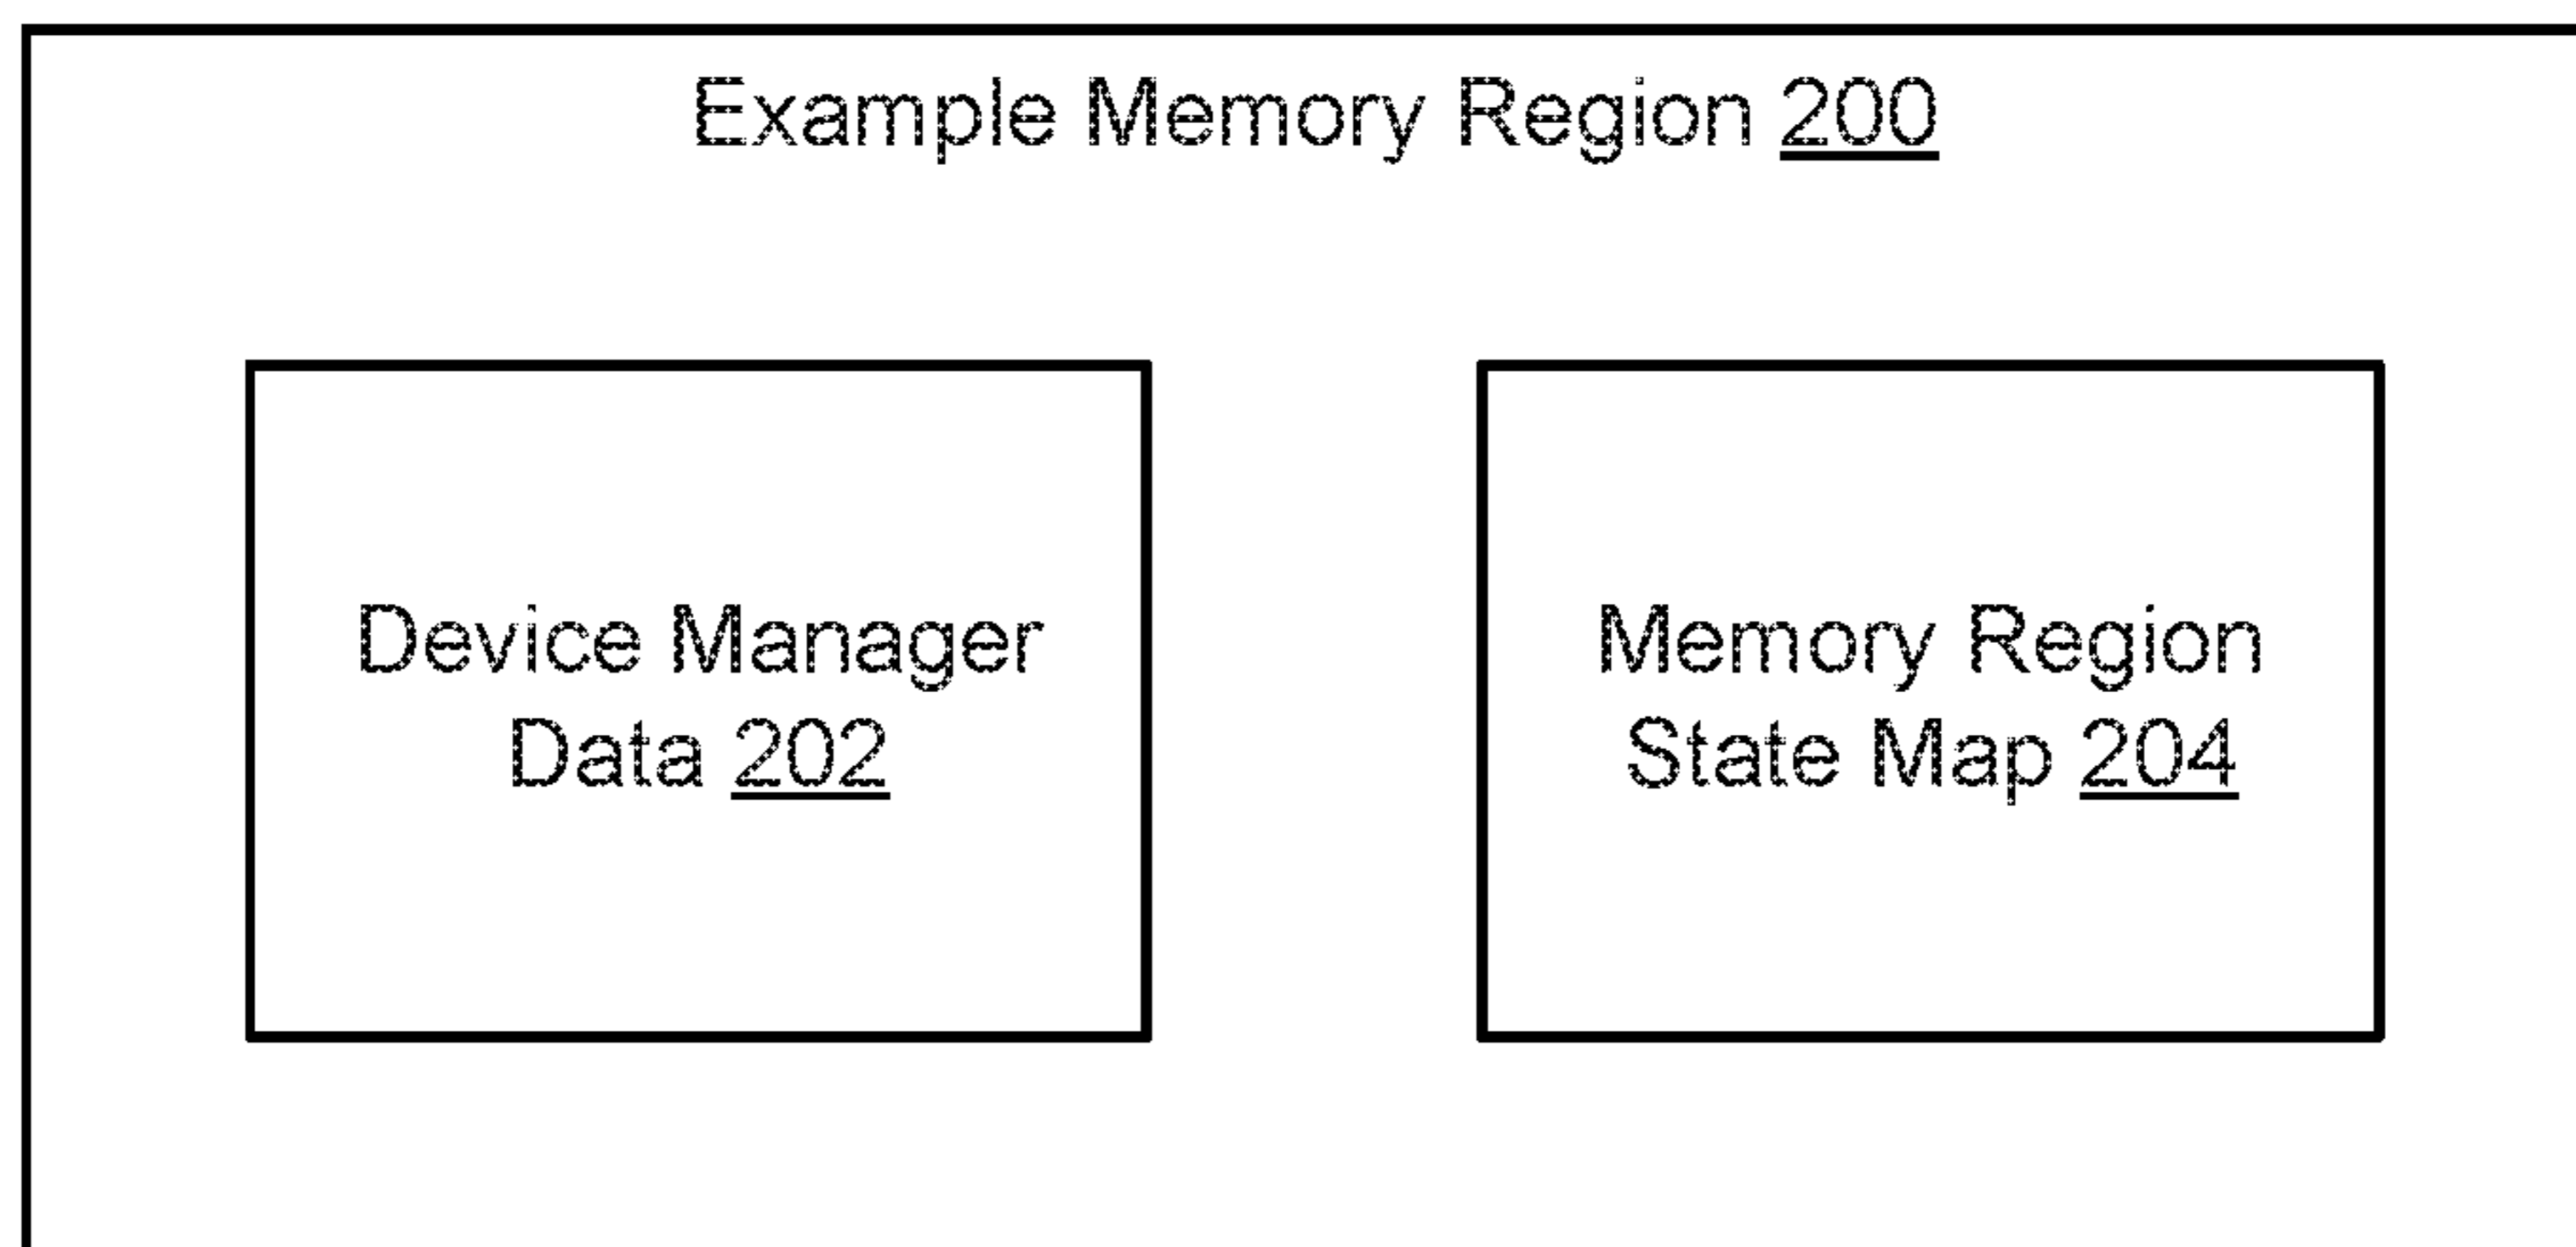 Example Memory Region 200
Device Manager
Data 202
Memory Region
State Map 204